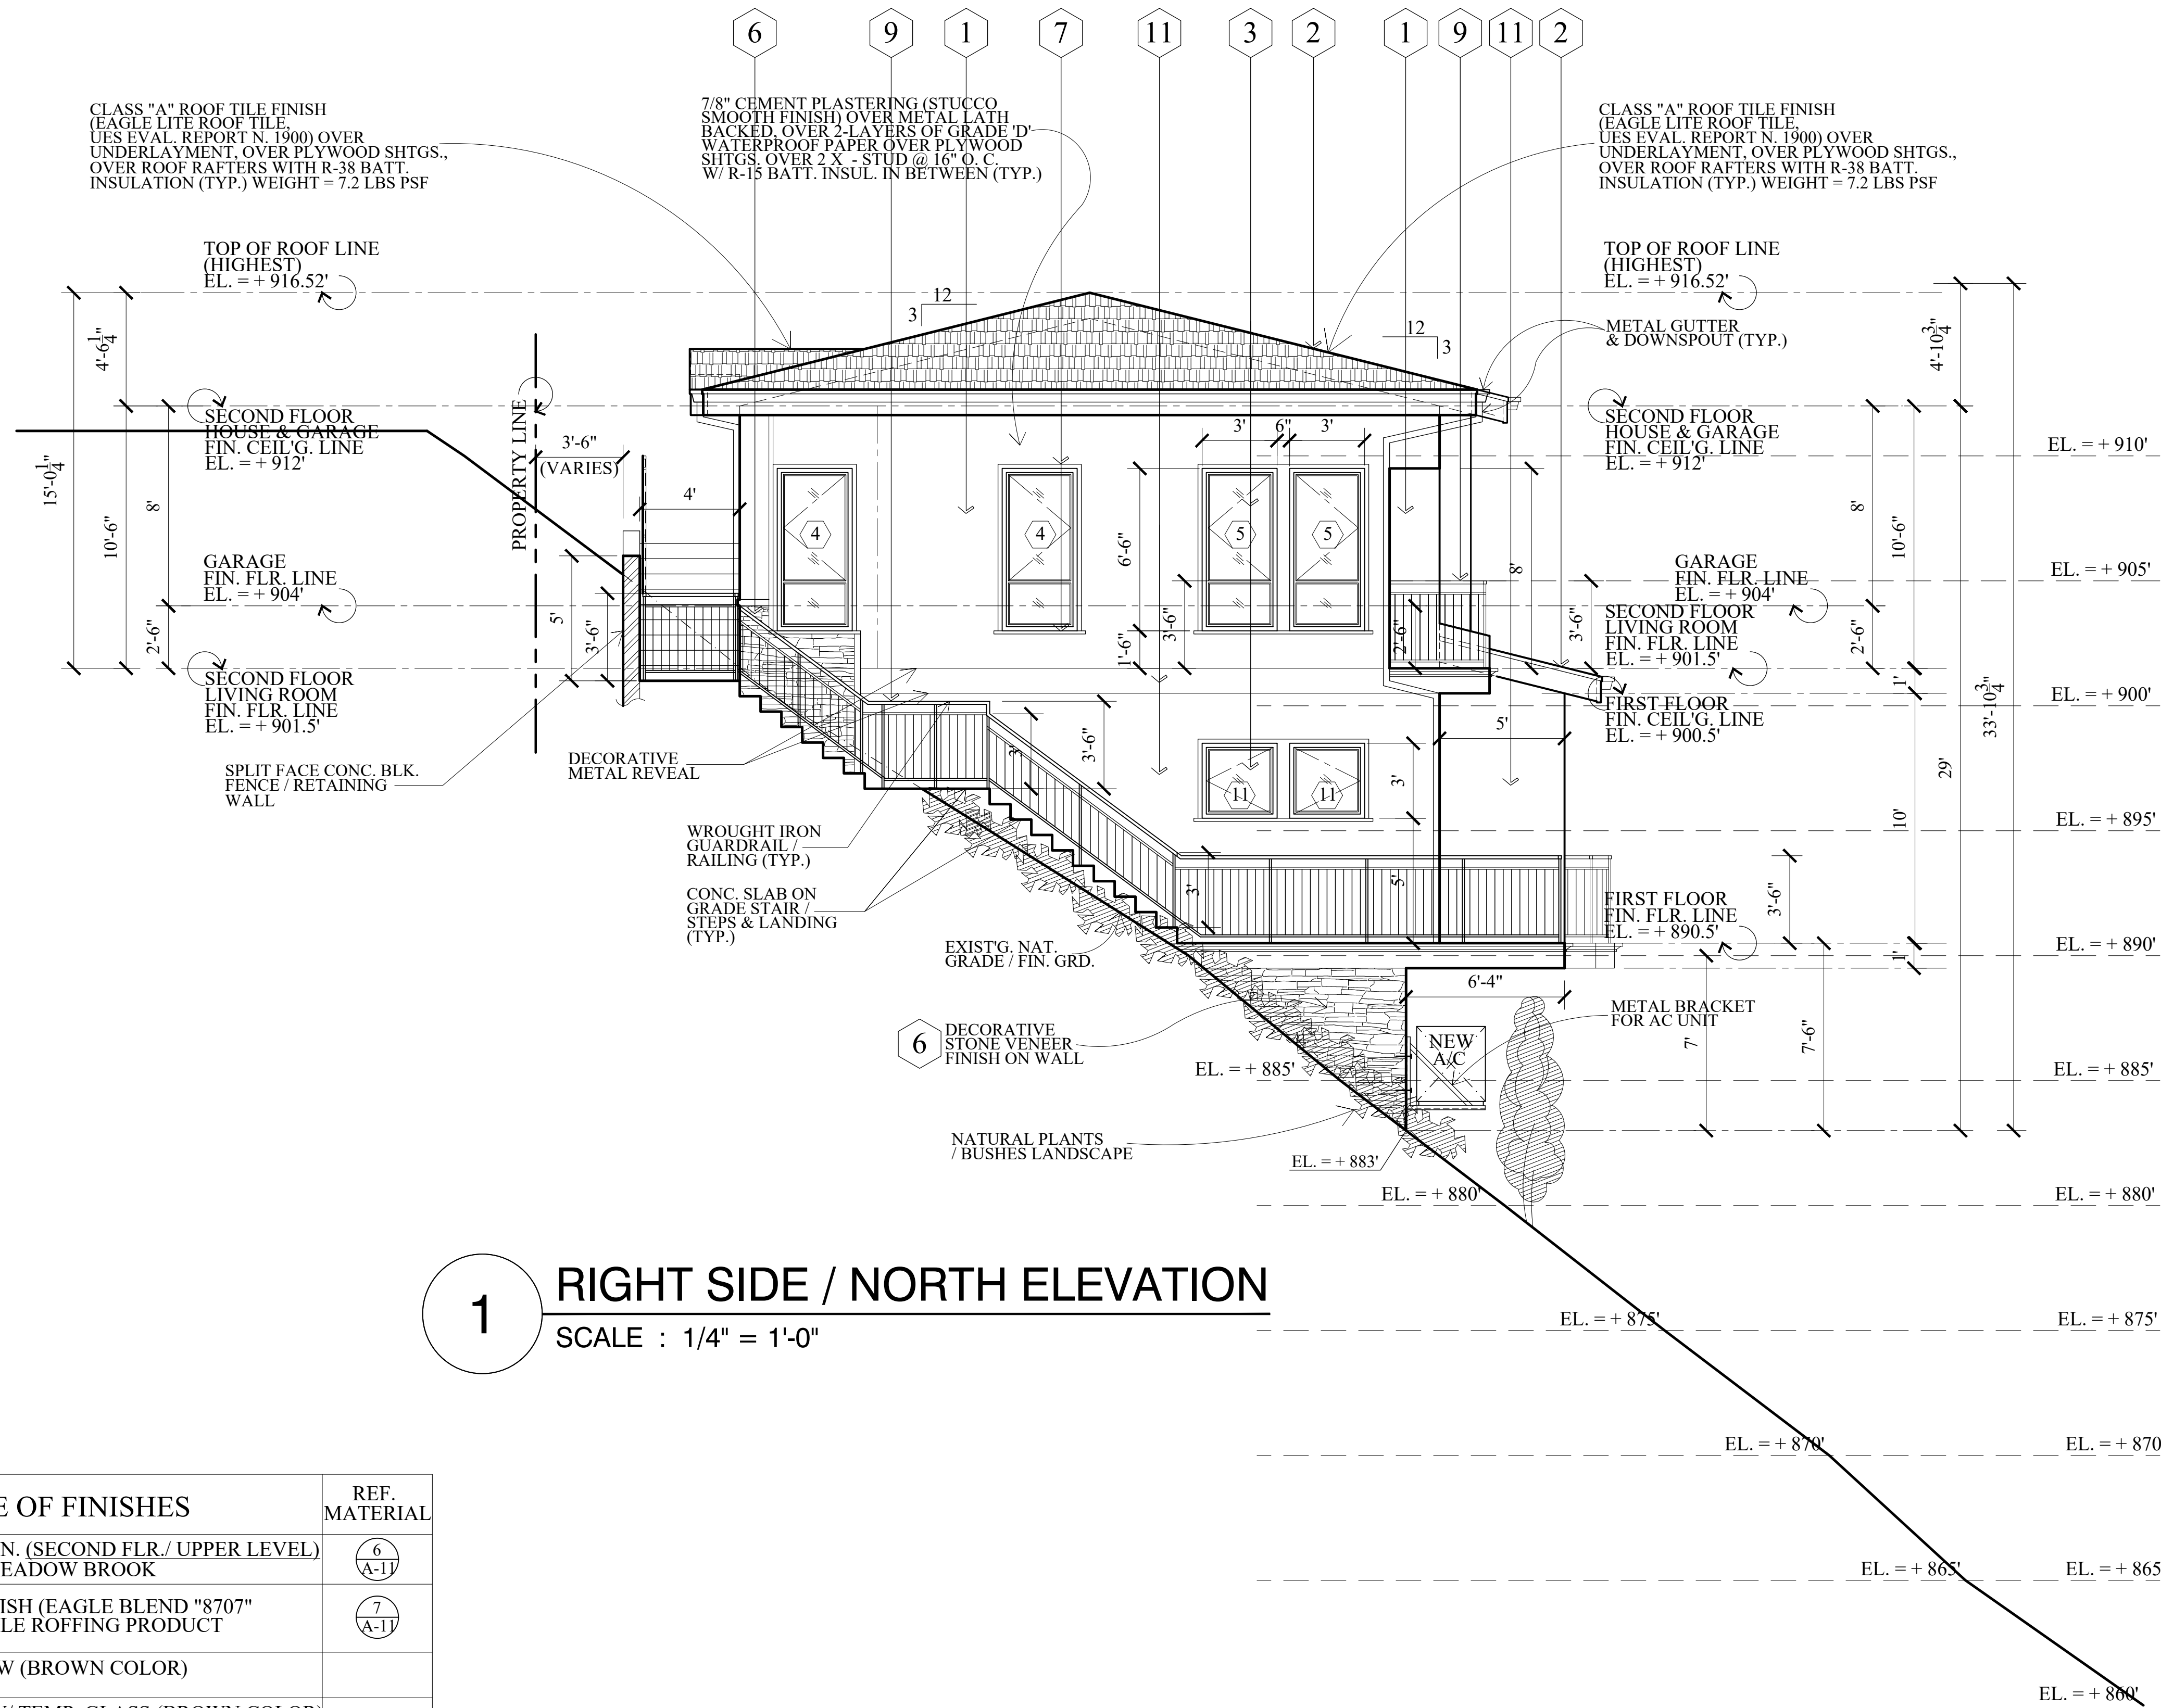 6 9 1 7 11 3 2 1 9 11 2
CLASS "A" ROOF TILE FINISH
(EAGLE LITE ROOF TILE,
UES EVAL. REPORT N. 1900) OVER
UNDERLAYMENT, OVER PLYWOOD SHTGS.,
OVER ROOF RAFTERS WITH R-38 BATT.
INSULATION (TYP.) WEIGHT = 7.2 LBS PSF
7/8" CEMENT PLASTERING (STUCCO
SMOOTH FINISH) OVER METAL LATH
BACKED, OVER 2-LAYERS OF GRADE 'D'
WATERPROOF PAPER OVER PLYWOOD
SHTGS. OVER 2 X - STUD @ 16" O. C.
W/ R-15 BATT. INSUL. IN BETWEEN (TYP.)
CLASS "A" ROOF TILE FINISH
(EAGLE LITE ROOF TILE,
UES EVAL. REPORT N. 1900) OVER
UNDERLAYMENT, OVER PLYWOOD SHTGS.,
OVER ROOF RAFTERS WITH R-38 BATT.
INSULATION (TYP.) WEIGHT = 7.2 LBS PSF
TOP OF ROOF LINE
(HIGHEST)
EL. = + 916.52'
TOP OF ROOF LINE
(HIGHEST)
EL. = + 916.52'
12
3
12
3
METAL GUTTER
& DOWNSPOUT (TYP.)
4'-6 1/4"
15'-0 1/4"
10'-6"
8'
2'-6"
SECOND FLOOR
HOUSE & GARAGE
FIN. CEIL'G. LINE
EL. = + 912'
GARAGE
FIN. FLR. LINE
EL. = + 904'
SECOND FLOOR
LIVING ROOM
FIN. FLR. LINE
EL. = + 901.5'
PROPERTY LINE
3'-6"
(VARIES)
4'
5'
3'-6"
3' 6" 3'
4 4 5 5
6'-6"
1'-6"
3'-6"
8'
2'-6"
3'-6"
SECOND FLOOR
HOUSE & GARAGE
FIN. CEIL'G. LINE
EL. = + 912'
GARAGE
FIN. FLR. LINE
EL. = + 904'
SECOND FLOOR
LIVING ROOM
FIN. FLR. LINE
EL. = + 901.5'
FIRST FLOOR
FIN. CEIL'G. LINE
EL. = + 900.5'
4'-10 3/4"
8'
10'-6"
2'-6"
1'
33'-10 3/4"
29'
10'
1'
EL. = + 910'
EL. = + 905'
EL. = + 900'
EL. = + 895'
EL. = + 890'
EL. = + 885'
EL. = + 880'
EL. = + 875'
EL. = + 870
EL. = + 865
SPLIT FACE CONC. BLK.
FENCE / RETAINING
WALL
DECORATIVE
METAL REVEAL
WROUGHT IRON
GUARDRAIL /
RAILING (TYP.)
CONC. SLAB ON
GRADE STAIR /
STEPS & LANDING
(TYP.)
3'
3'-6"
11 11
3'
5'
5'
3'
EXIST'G. NAT.
GRADE / FIN. GRD.
FIRST FLOOR
FIN. FLR. LINE
EL. = + 890.5'
3'-6"
6'-4"
7'
7'-6"
6
DECORATIVE
STONE VENEER
FINISH ON WALL
NEW
A/C
METAL BRACKET
FOR AC UNIT
EL. = + 885'
NATURAL PLANTS
/ BUSHES LANDSCAPE
EL. = + 883'
EL. = + 880'
EL. = + 875'
EL. = + 870'
EL. = + 865'
EL. = + 860'
1
RIGHT SIDE / NORTH ELEVATION
SCALE : 1/4" = 1'-0"
E OF FINISHES
REF.
MATERIAL
N. (SECOND FLR./ UPPER LEVEL)
EADOW BROOK
6
A-11
ISH (EAGLE BLEND "8707"
LE ROFFING PRODUCT
7
A-11
W (BROWN COLOR)